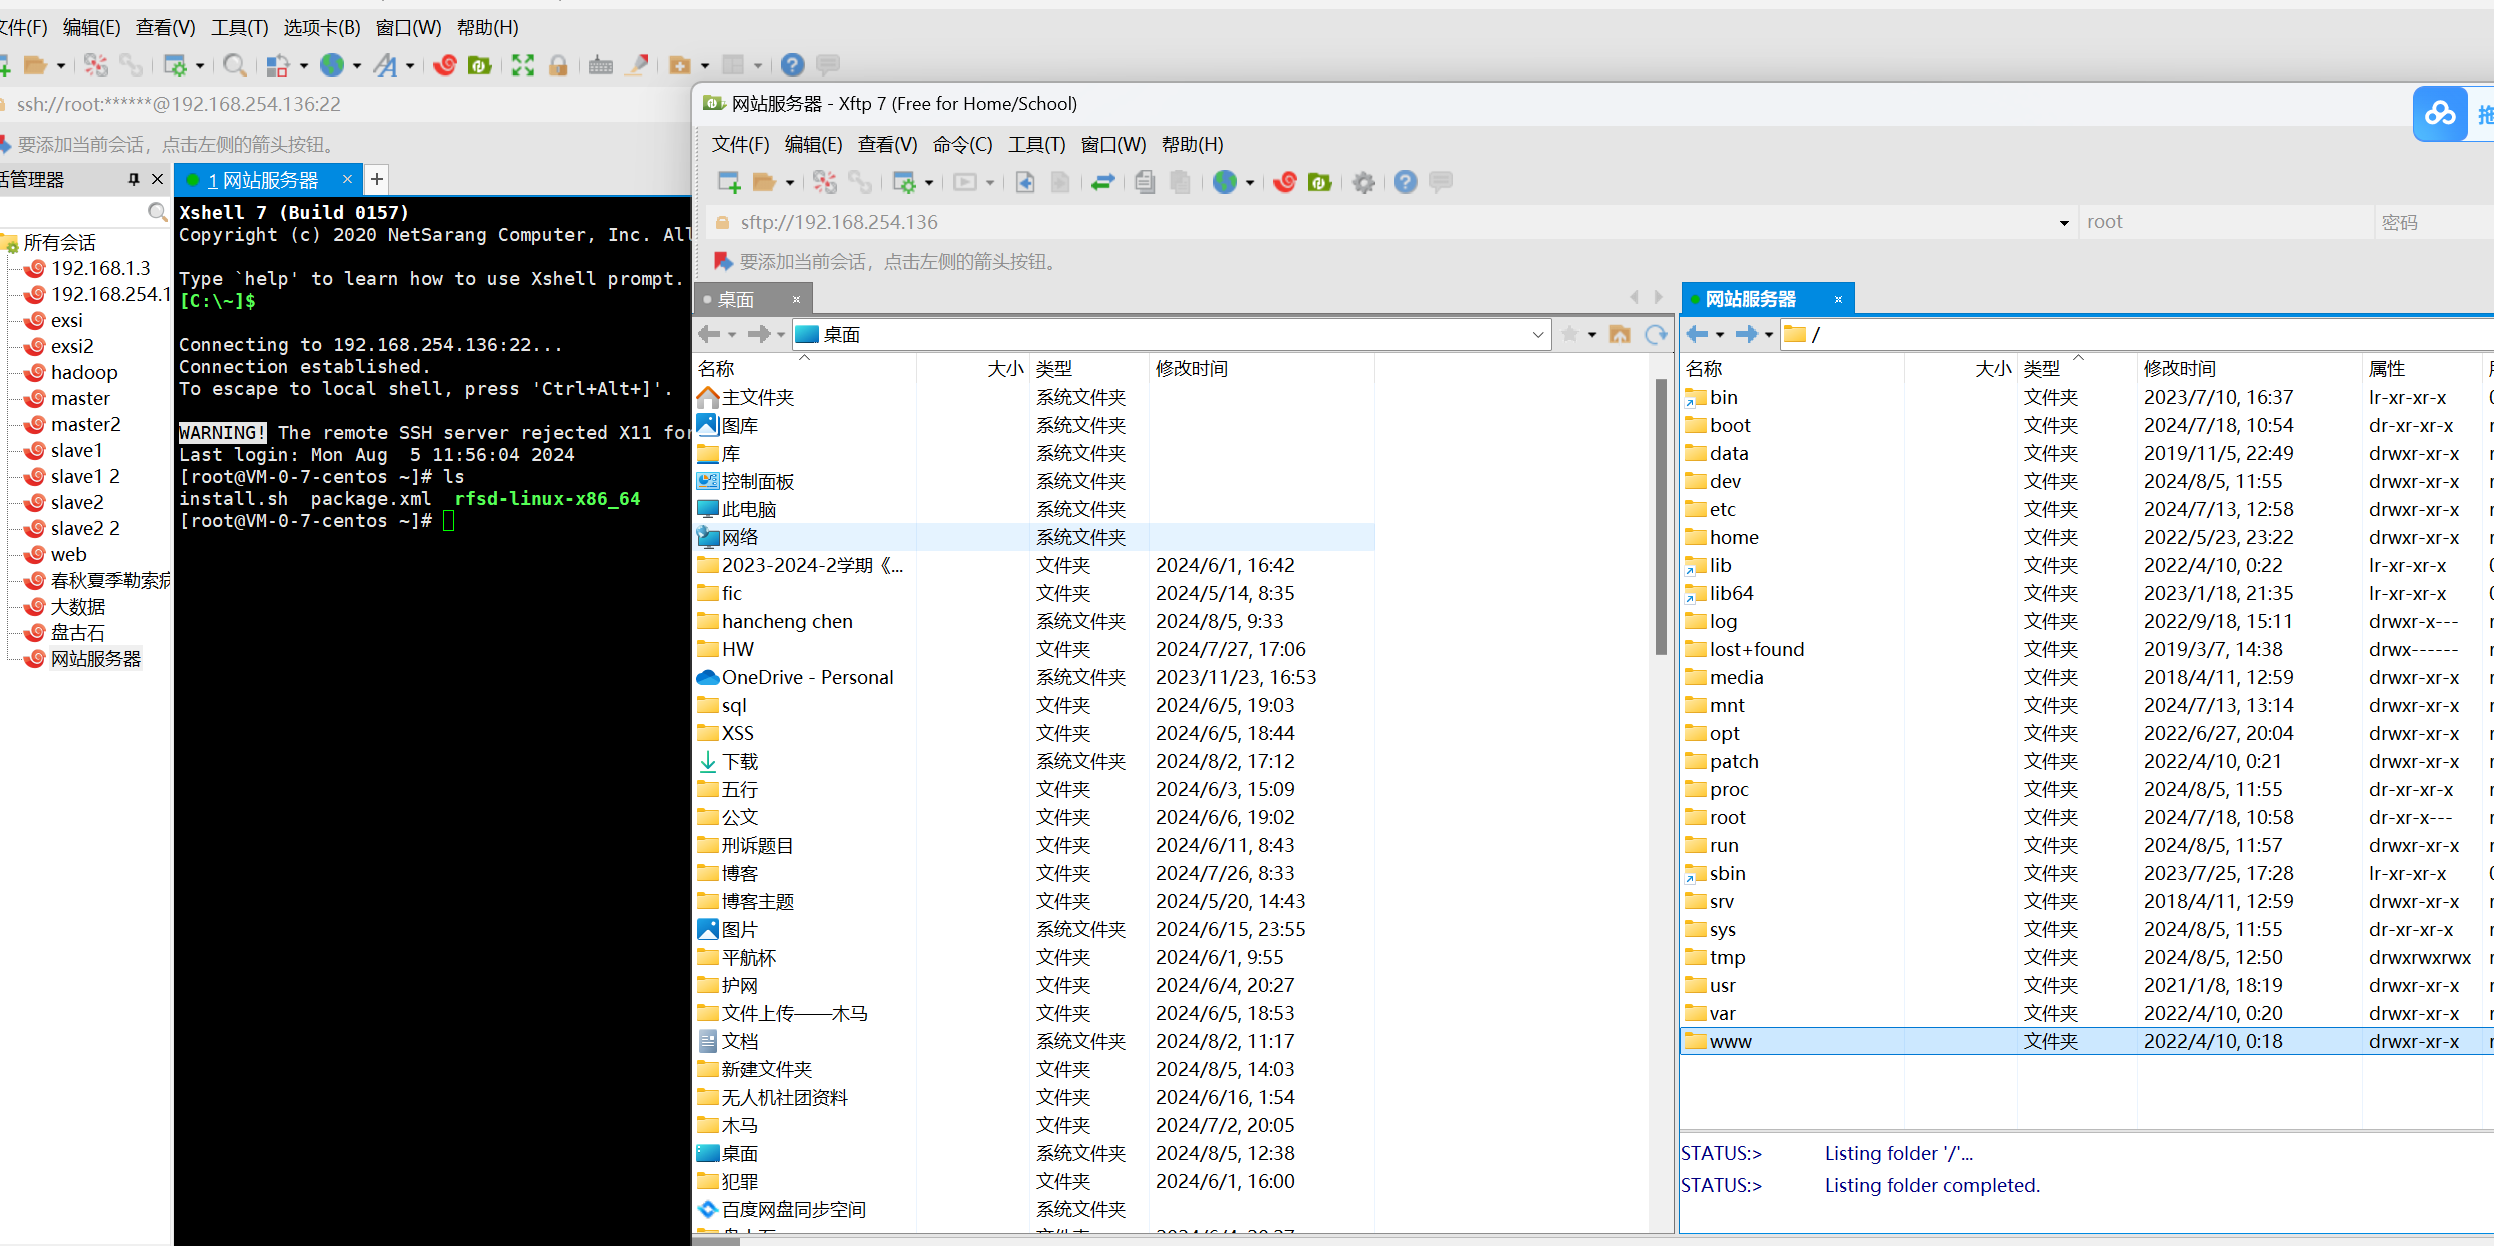 文件(F) 编辑(E) 查看(V) 工具(T) 选项卡(B) 窗口(W) 帮助(H)
ssh://root:******@192.168.254.136:22
要添加当前会话，点击左侧的箭头按钮。
话管理器
1 网站服务器
所有会话
192.168.1.3
192.168.254.1
exsi
exsi2
hadoop
master
master2
slave1
slave1 2
slave2
slave2 2
web
春秋夏季勒索病
大数据
盘古石
网站服务器
Xshell 7 (Build 0157)
Copyright (c) 2020 NetSarang Computer, Inc. All
Type `help' to learn how to use Xshell prompt.
[C:\~]$
Connecting to 192.168.254.136:22...
Connection established.
To escape to local shell, press 'Ctrl+Alt+]'.
WARNING! The remote SSH server rejected X11 for
Last login: Mon Aug  5 11:56:04 2024
[root@VM-0-7-centos ~]# ls
install.sh  package.xml  rfsd-linux-x86_64
[root@VM-0-7-centos ~]#
网站服务器 - Xftp 7 (Free for Home/School)
拖
文件(F) 编辑(E) 查看(V) 命令(C) 工具(T) 窗口(W) 帮助(H)
sftp://192.168.254.136 root 密码
要添加当前会话，点击左侧的箭头按钮。
桌面
桌面
名称 大小 类型 修改时间
主文件夹 系统文件夹
图库 系统文件夹
库 系统文件夹
控制面板 系统文件夹
此电脑 系统文件夹
网络 系统文件夹
2023-2024-2学期《... 文件夹 2024/6/1, 16:42
fic 文件夹 2024/5/14, 8:35
hancheng chen 系统文件夹 2024/8/5, 9:33
HW 文件夹 2024/7/27, 17:06
OneDrive - Personal 系统文件夹 2023/11/23, 16:53
sql 文件夹 2024/6/5, 19:03
XSS 文件夹 2024/6/5, 18:44
下载 系统文件夹 2024/8/2, 17:12
五行 文件夹 2024/6/3, 15:09
公文 文件夹 2024/6/6, 19:02
刑诉题目 文件夹 2024/6/11, 8:43
博客 文件夹 2024/7/26, 8:33
博客主题 文件夹 2024/5/20, 14:43
图片 系统文件夹 2024/6/15, 23:55
平航杯 文件夹 2024/6/1, 9:55
护网 文件夹 2024/6/4, 20:27
文件上传——木马 文件夹 2024/6/5, 18:53
文档 系统文件夹 2024/8/2, 11:17
新建文件夹 文件夹 2024/8/5, 14:03
无人机社团资料 文件夹 2024/6/16, 1:54
木马 文件夹 2024/7/2, 20:05
桌面 系统文件夹 2024/8/5, 12:38
犯罪 文件夹 2024/6/1, 16:00
百度网盘同步空间 系统文件夹
网站服务器
/
名称 大小 类型 修改时间 属性
bin 文件夹 2023/7/10, 16:37 lr-xr-xr-x
boot 文件夹 2024/7/18, 10:54 dr-xr-xr-x
data 文件夹 2019/11/5, 22:49 drwxr-xr-x
dev 文件夹 2024/8/5, 11:55 drwxr-xr-x
etc 文件夹 2024/7/13, 12:58 drwxr-xr-x
home 文件夹 2022/5/23, 23:22 drwxr-xr-x
lib 文件夹 2022/4/10, 0:22 lr-xr-xr-x
lib64 文件夹 2023/1/18, 21:35 lr-xr-xr-x
log 文件夹 2022/9/18, 15:11 drwxr-x---
lost+found 文件夹 2019/3/7, 14:38 drwx------
media 文件夹 2018/4/11, 12:59 drwxr-xr-x
mnt 文件夹 2024/7/13, 13:14 drwxr-xr-x
opt 文件夹 2022/6/27, 20:04 drwxr-xr-x
patch 文件夹 2022/4/10, 0:21 drwxr-xr-x
proc 文件夹 2024/8/5, 11:55 dr-xr-xr-x
root 文件夹 2024/7/18, 10:58 dr-xr-x---
run 文件夹 2024/8/5, 11:57 drwxr-xr-x
sbin 文件夹 2023/7/25, 17:28 lr-xr-xr-x
srv 文件夹 2018/4/11, 12:59 drwxr-xr-x
sys 文件夹 2024/8/5, 11:55 dr-xr-xr-x
tmp 文件夹 2024/8/5, 12:50 drwxrwxrwx
usr 文件夹 2021/1/8, 18:19 drwxr-xr-x
var 文件夹 2022/4/10, 0:20 drwxr-xr-x
www 文件夹 2022/4/10, 0:18 drwxr-xr-x
STATUS:> Listing folder '/'...
STATUS:> Listing folder completed.